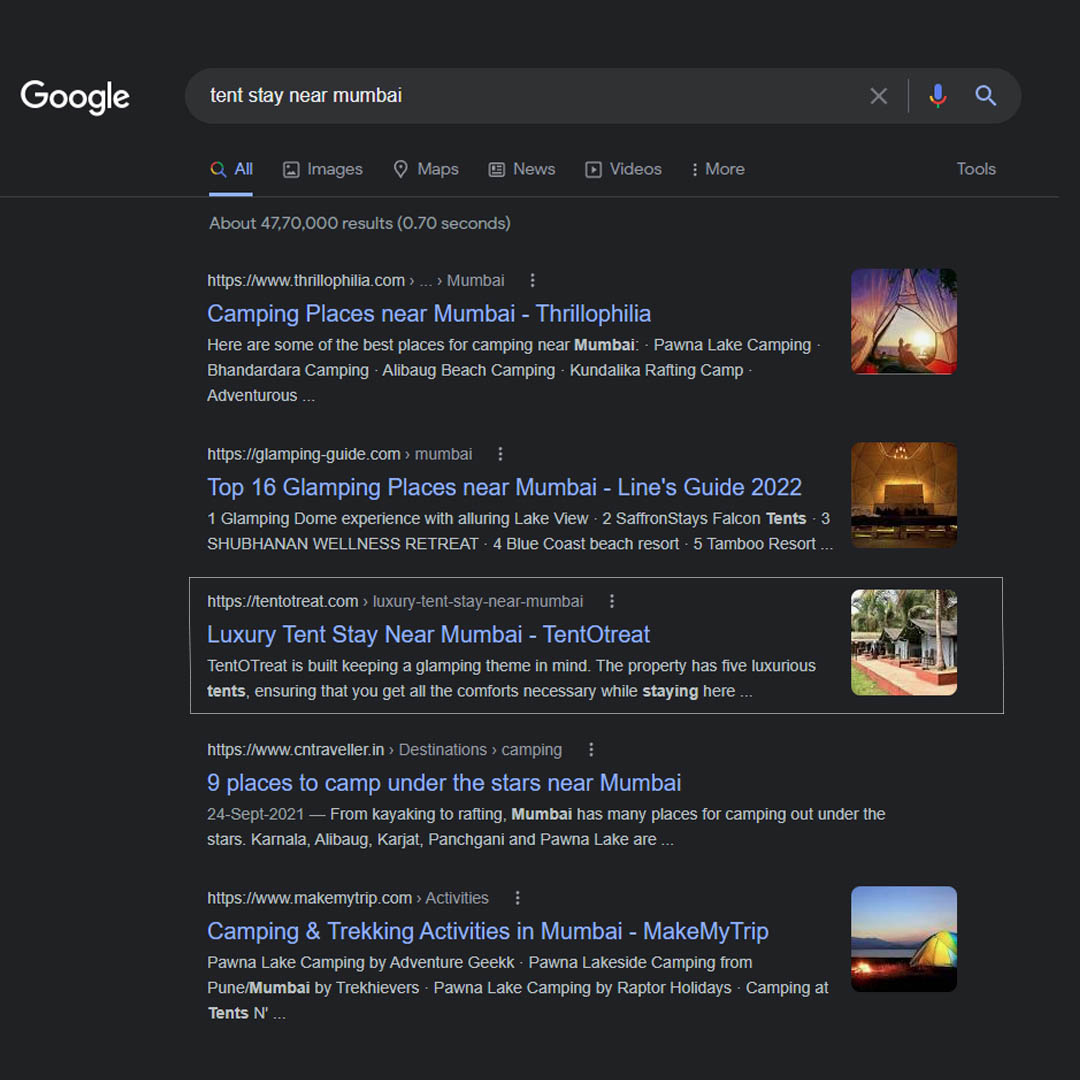 Google
tent stay near mumbai
All Images Maps News Videos More Tools
About 47,70,000 results (0.70 seconds)
https://www.thrillophilia.com › ... › Mumbai
Camping Places near Mumbai - Thrillophilia
Here are some of the best places for camping near Mumbai: · Pawna Lake Camping ·
Bhandardara Camping · Alibaug Beach Camping · Kundalika Rafting Camp ·
Adventurous ...
https://glamping-guide.com › mumbai
Top 16 Glamping Places near Mumbai - Line's Guide 2022
1 Glamping Dome experience with alluring Lake View · 2 SaffronStays Falcon Tents · 3
SHUBHANAN WELLNESS RETREAT · 4 Blue Coast beach resort · 5 Tamboo Resort ...
https://tentotreat.com › luxury-tent-stay-near-mumbai
Luxury Tent Stay Near Mumbai - TentOtreat
TentOTreat is built keeping a glamping theme in mind. The property has five luxurious
tents, ensuring that you get all the comforts necessary while staying here ...
https://www.cntraveller.in › Destinations › camping
9 places to camp under the stars near Mumbai
24-Sept-2021 — From kayaking to rafting, Mumbai has many places for camping out under the
stars. Karnala, Alibaug, Karjat, Panchgani and Pawna Lake are ...
https://www.makemytrip.com › Activities
Camping & Trekking Activities in Mumbai - MakeMyTrip
Pawna Lake Camping by Adventure Geekk · Pawna Lakeside Camping from
Pune/Mumbai by Trekhievers · Pawna Lake Camping by Raptor Holidays · Camping at
Tents N' ...